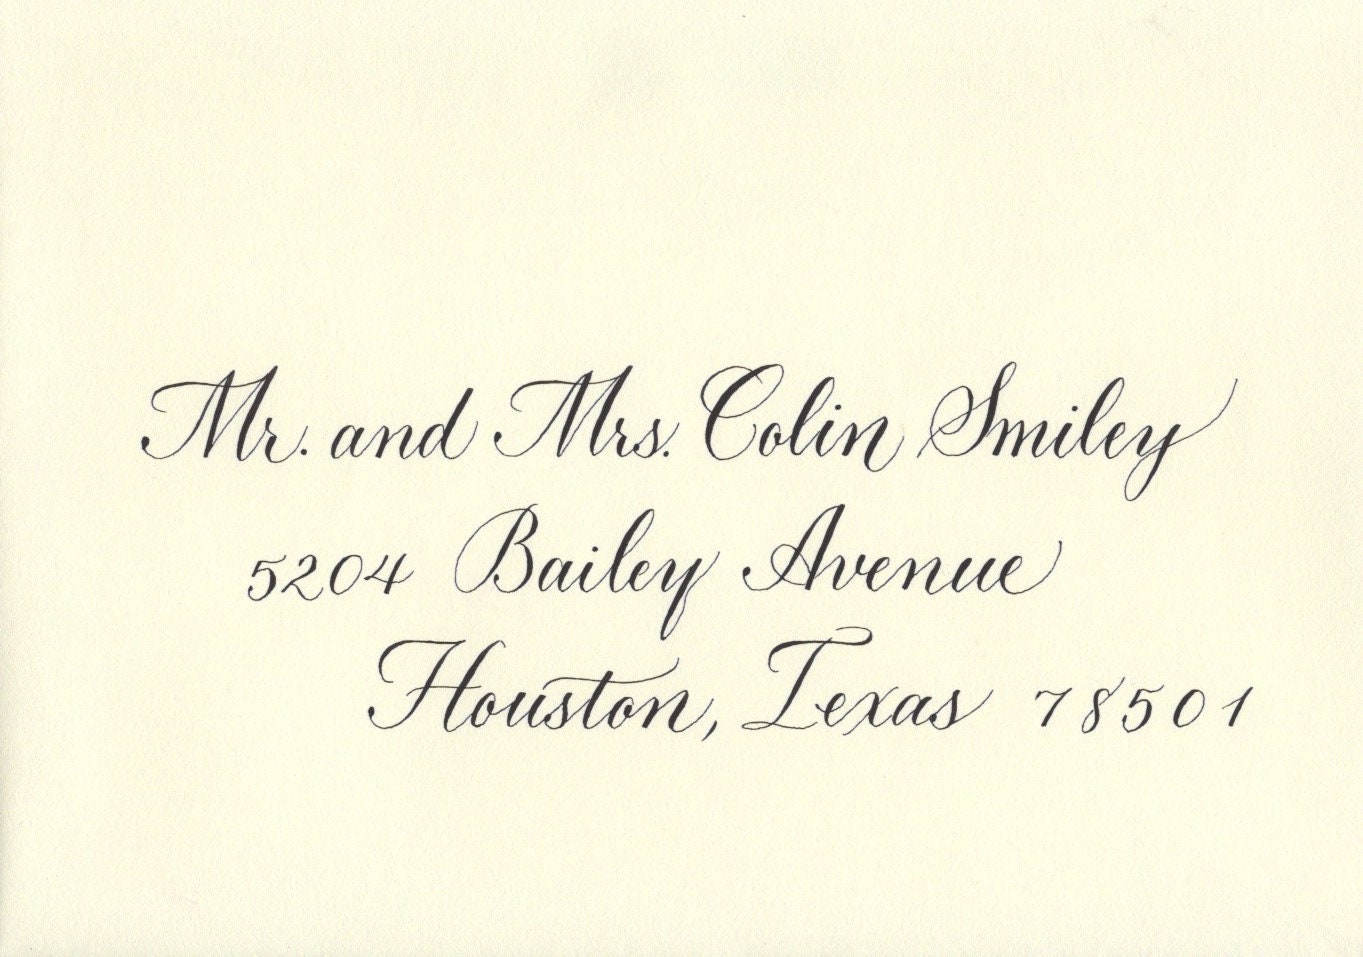 Mr. and Mrs. Colin Smiley
5204 Bailey Avenue
Houston, Texas 78501